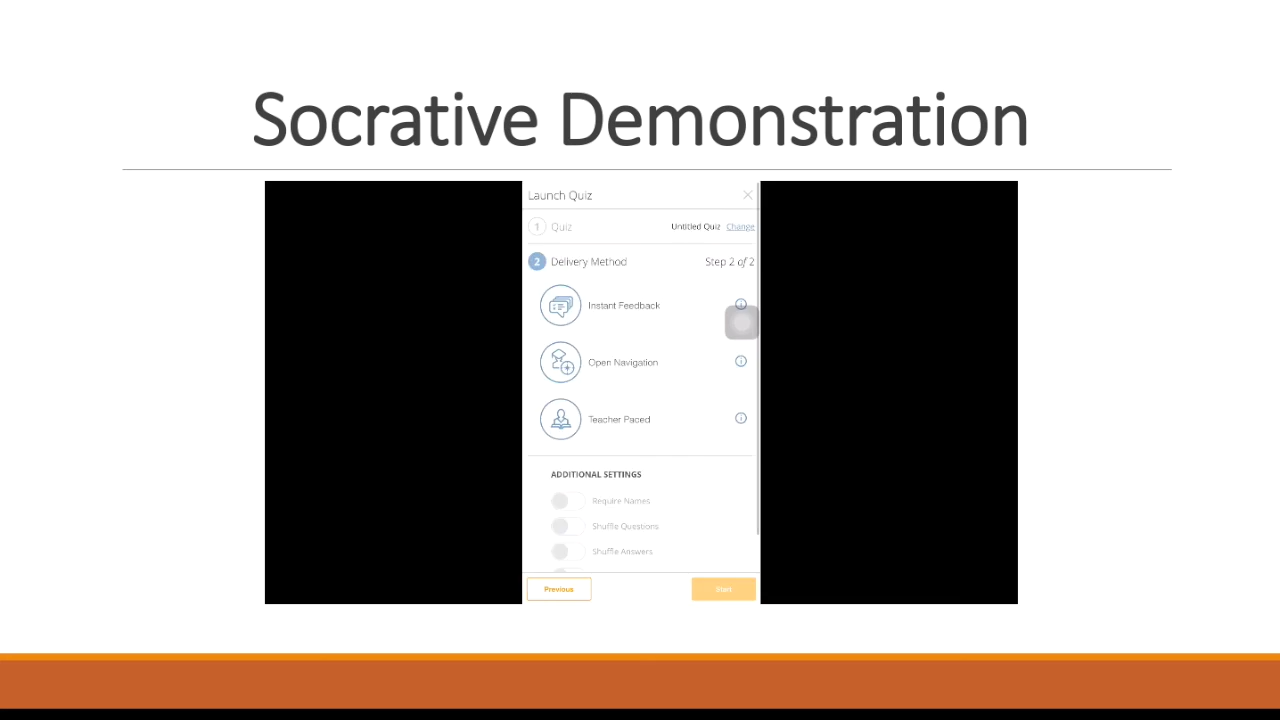 Socrative Demonstration
Launch Quiz
1 Quiz Untitled Quiz Change
2 Delivery Method Step 2 of 2
Instant Feedback
Open Navigation
Teacher Paced
ADDITIONAL SETTINGS
Require Names
Shuffle Questions
Shuffle Answers
Previous Start